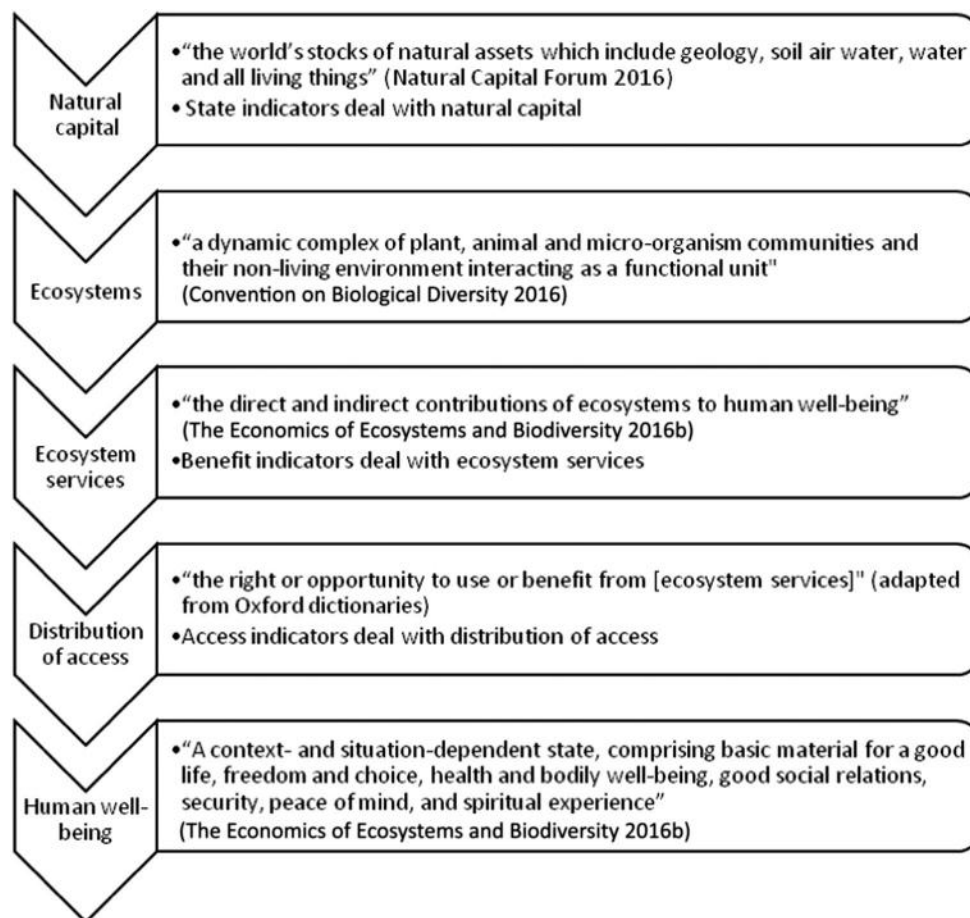 Natural
capital
•“the world’s stocks of natural assets which include geology, soil air water, water
and all living things” (Natural Capital Forum 2016)
•State indicators deal with natural capital
Ecosystems
•“a dynamic complex of plant, animal and micro-organism communities and
their non-living environment interacting as a functional unit"
(Convention on Biological Diversity 2016)
Ecosystem
services
•“the direct and indirect contributions of ecosystems to human well-being”
(The Economics of Ecosystems and Biodiversity 2016b)
•Benefit indicators deal with ecosystem services
Distribution
of access
•“the right or opportunity to use or benefit from [ecosystem services]" (adapted
from Oxford dictionaries)
•Access indicators deal with distribution of access
Human well-
being
•“A context- and situation-dependent state, comprising basic material for a good
life, freedom and choice, health and bodily well-being, good social relations,
security, peace of mind, and spiritual experience”
(The Economics of Ecosystems and Biodiversity 2016b)